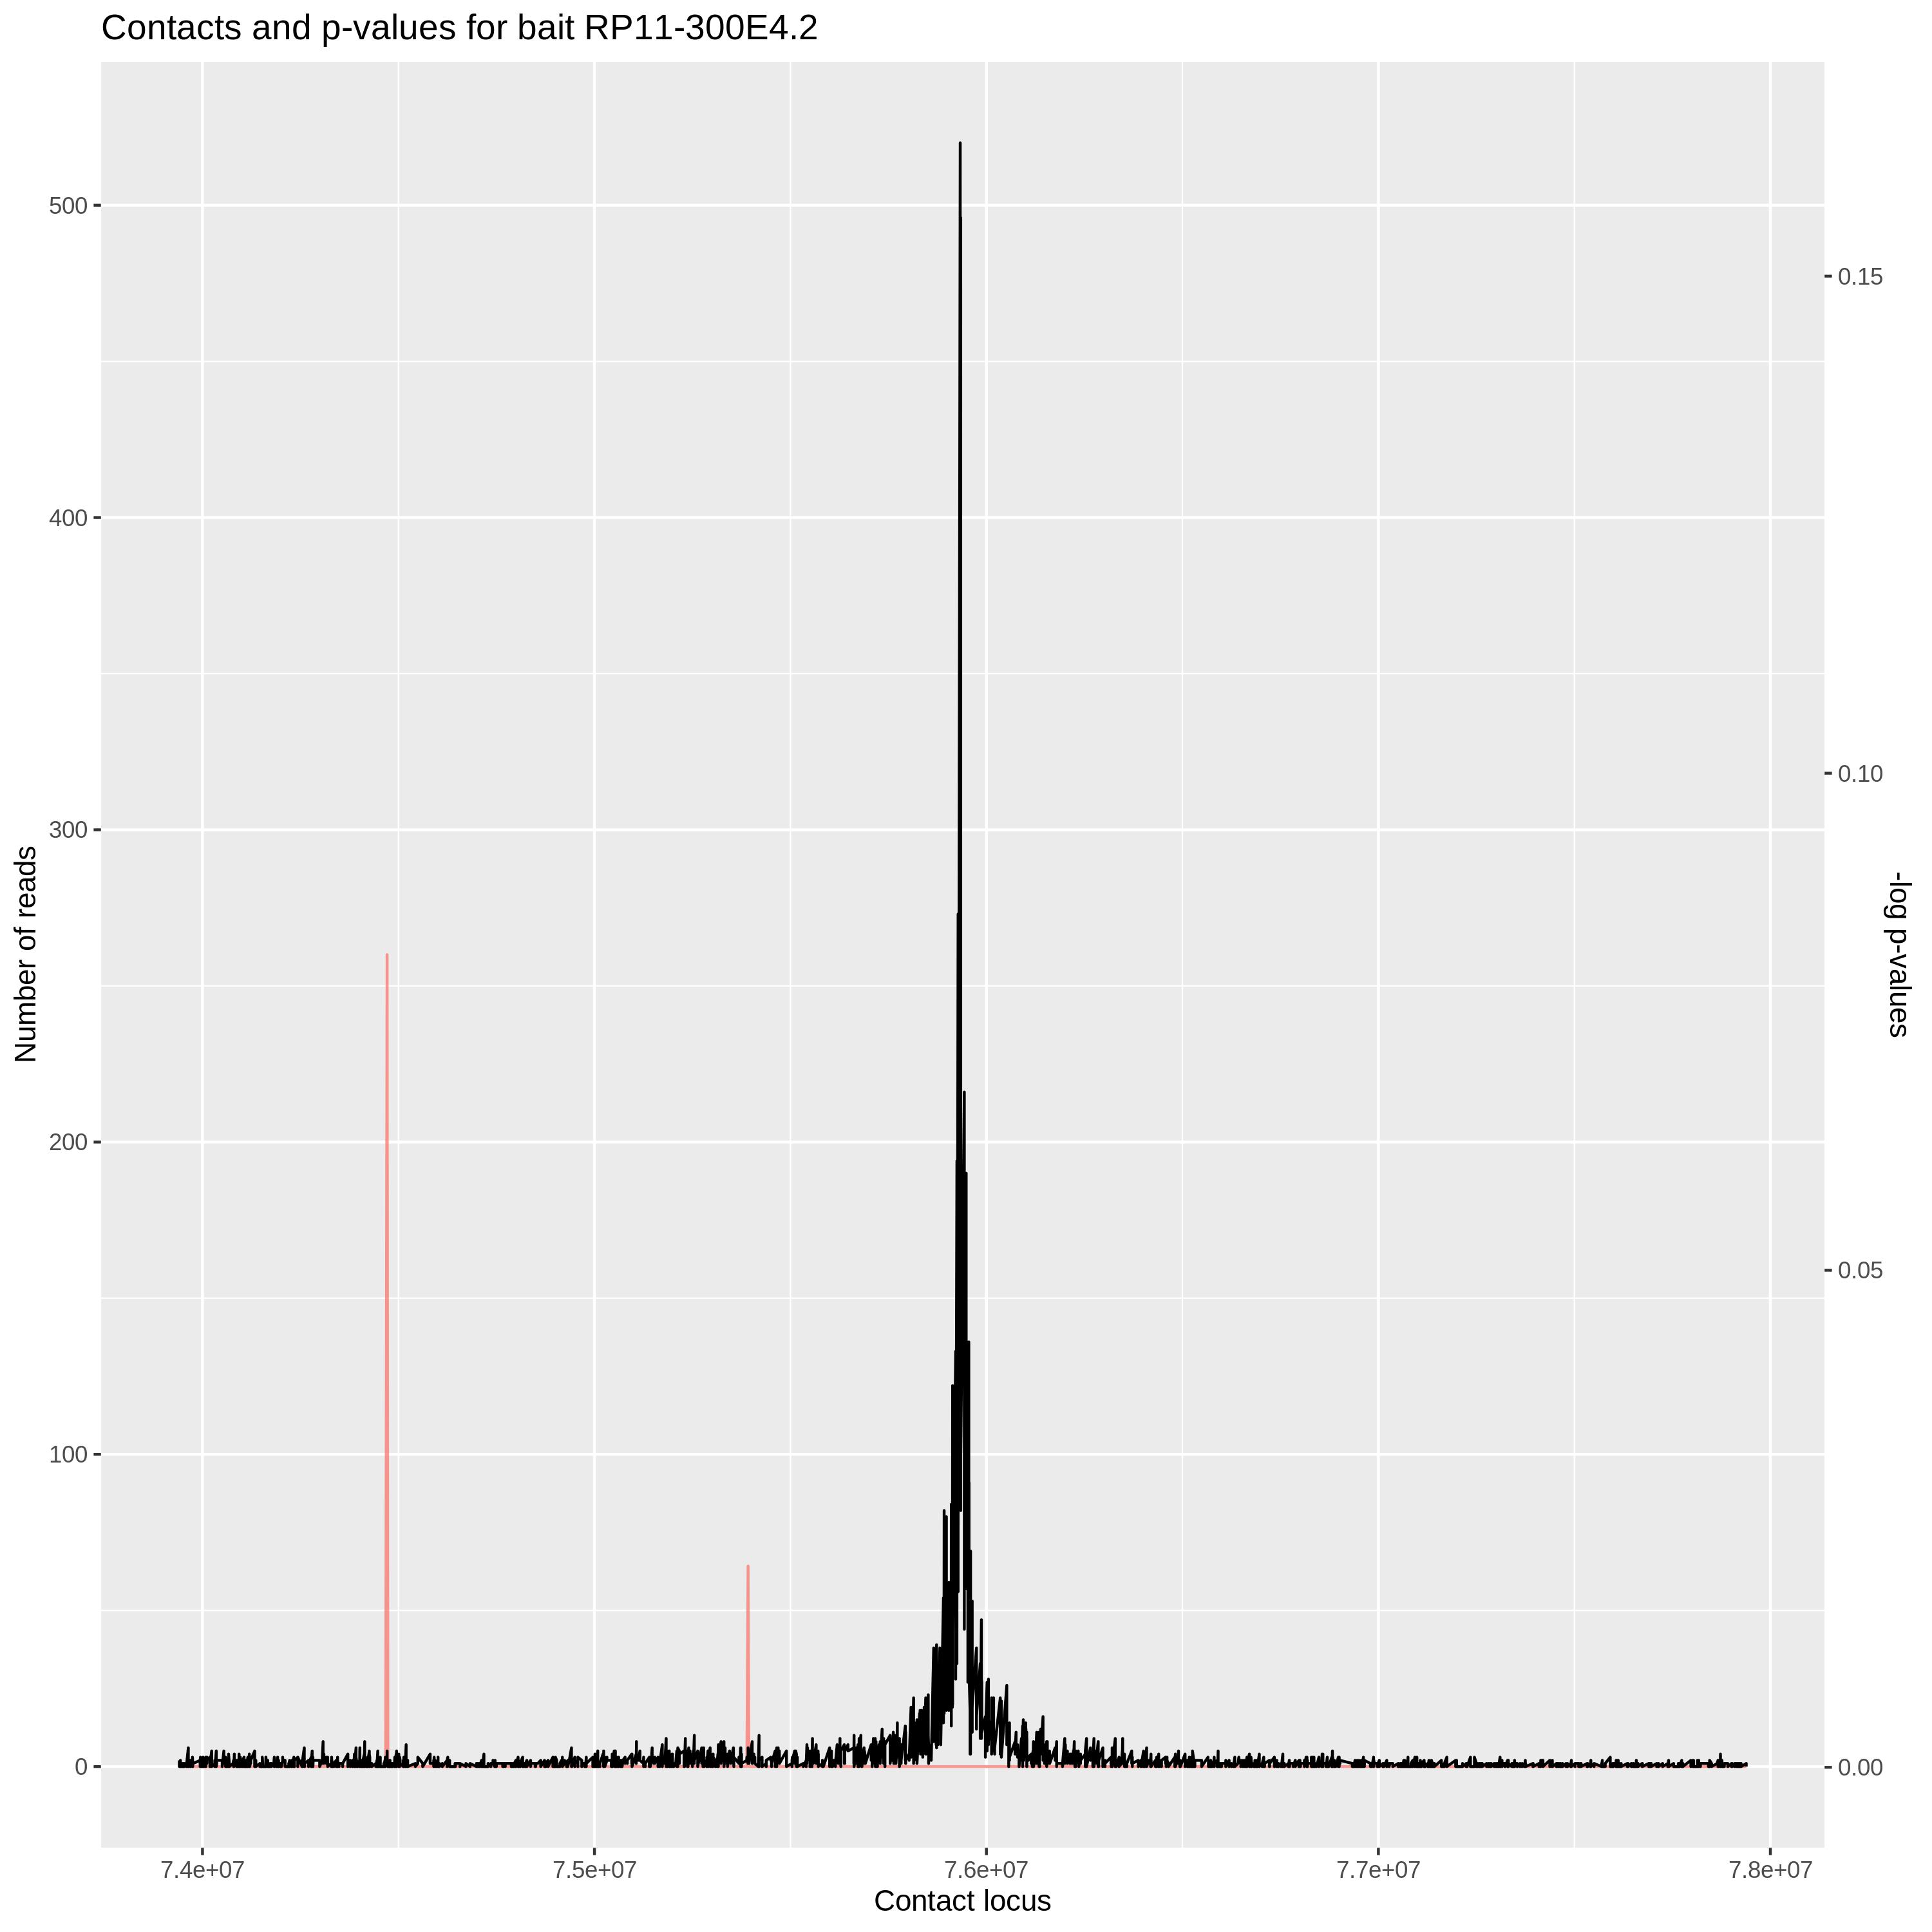 Contacts and p-values for bait RP11-300E4.2
500
400
300
200
100
0
Number of reads
0.15
0.10
0.05
0.00
-log p-values
7.4e+07
7.5e+07
7.6e+07
7.7e+07
7.8e+07
Contact locus